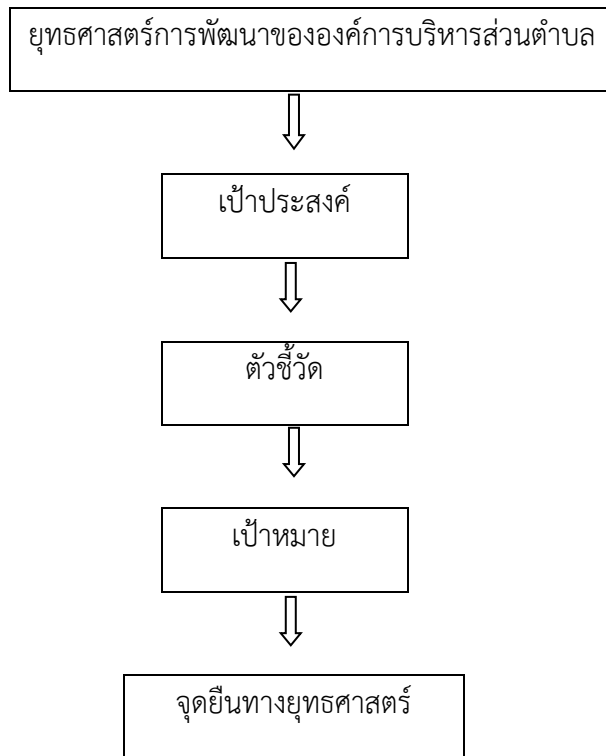 ยุทธศาสตร์การพัฒนาขององค์การบริหารส่วนตำบล
เป้าประสงค์
ตัวชี้วัด
เป้าหมาย
จุดยืนทางยุทธศาสตร์